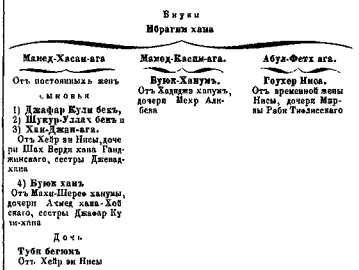 Внуки
Ибрагим хана
Мамед-Хасан-ага
От постоянных жен
сыновья
1) Джафар Кули бек,
2) Шукур-Уллах бек и
3) Хан-Джан-ага.
От Хейр эн Нисы, доче
ри Шах Верди хана Ганд-
жинского, сестры Джевад-
хана
4) Буюк хан
От Махи-Шереф ханумы,
дочери Ахмед хана-Хой
ского, сестры Джафар Ку
ли-хана
Дочь
Туби бегюм
От Хейр эн Нисы
Мамед-Касим-ага.
Буюк-Ханум.
От Хадиджэ ханум,
дочери Мехр Али-
бека
Абул-Фетх ага.
Гоухер Ниса.
От временной жены
Нисы, дочери Мир-
зы Раби Тифлисского